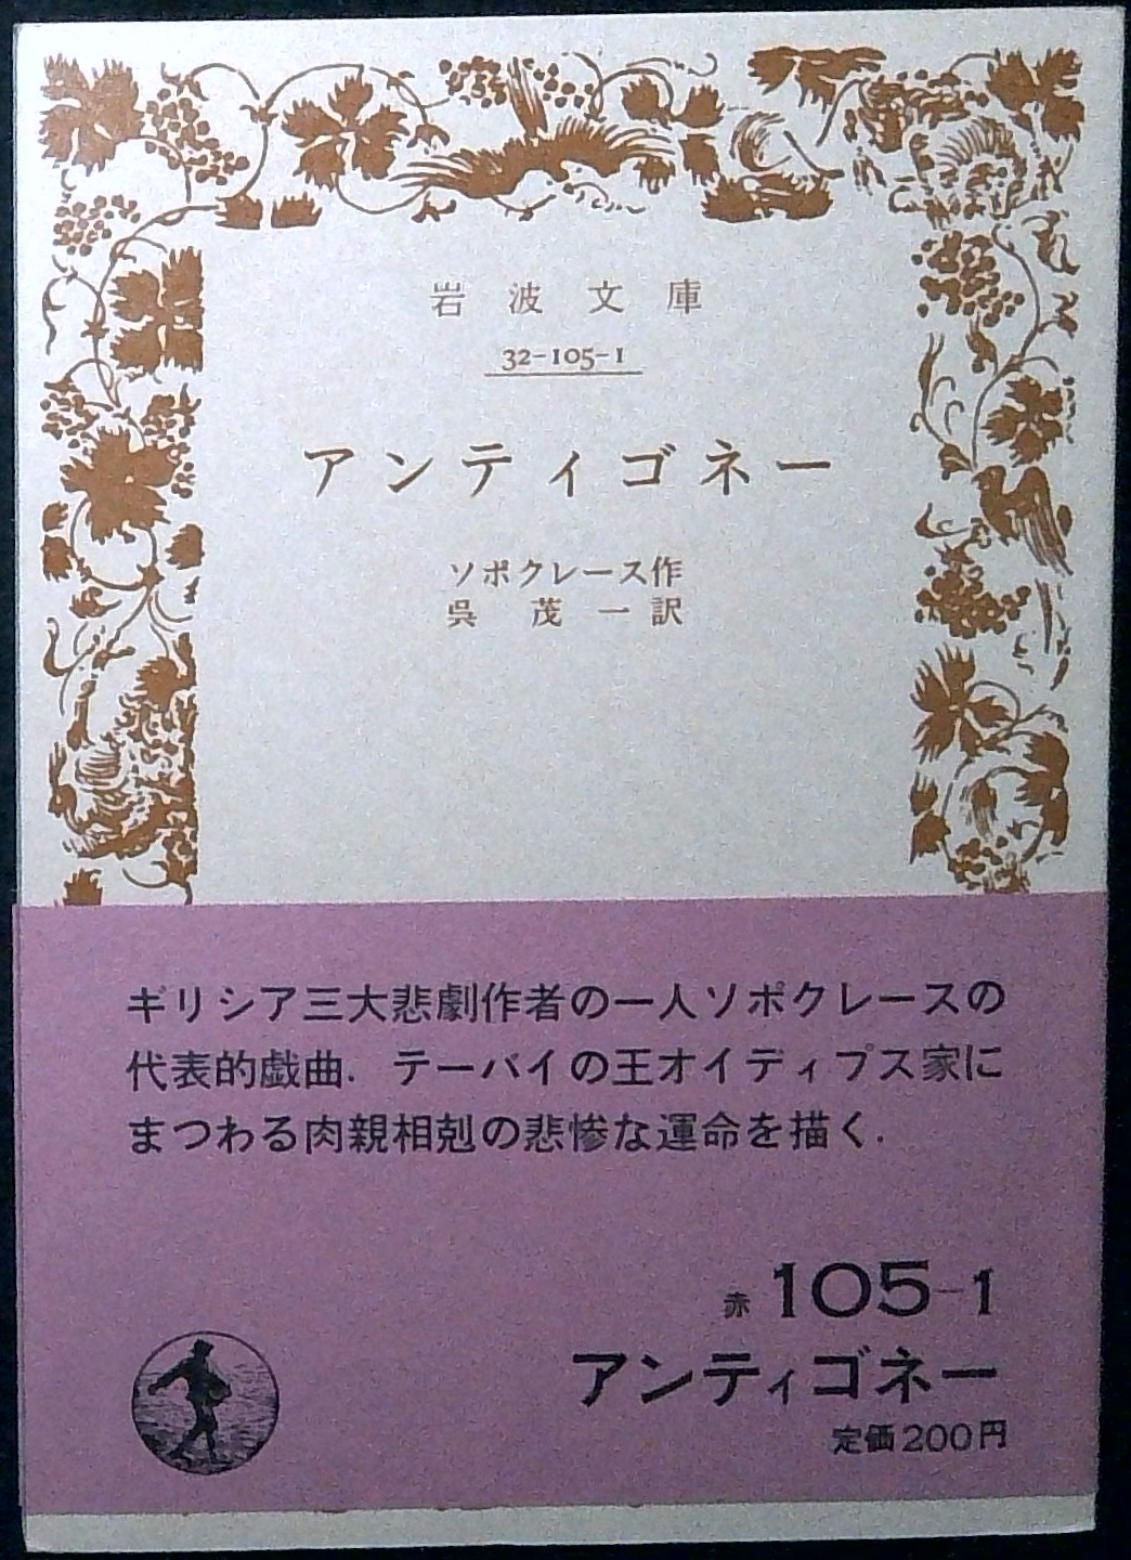 岩波文庫
32-105-1
アンティゴネー
ソポクレース作
呉茂一訳
ギリシア三大悲劇作者の一人ソポクレースの
代表的戯曲．テーバイの王オイディプス家に
まつわる肉親相剋の悲惨な運命を描く．
赤 105-1
アンティゴネー
定価200円